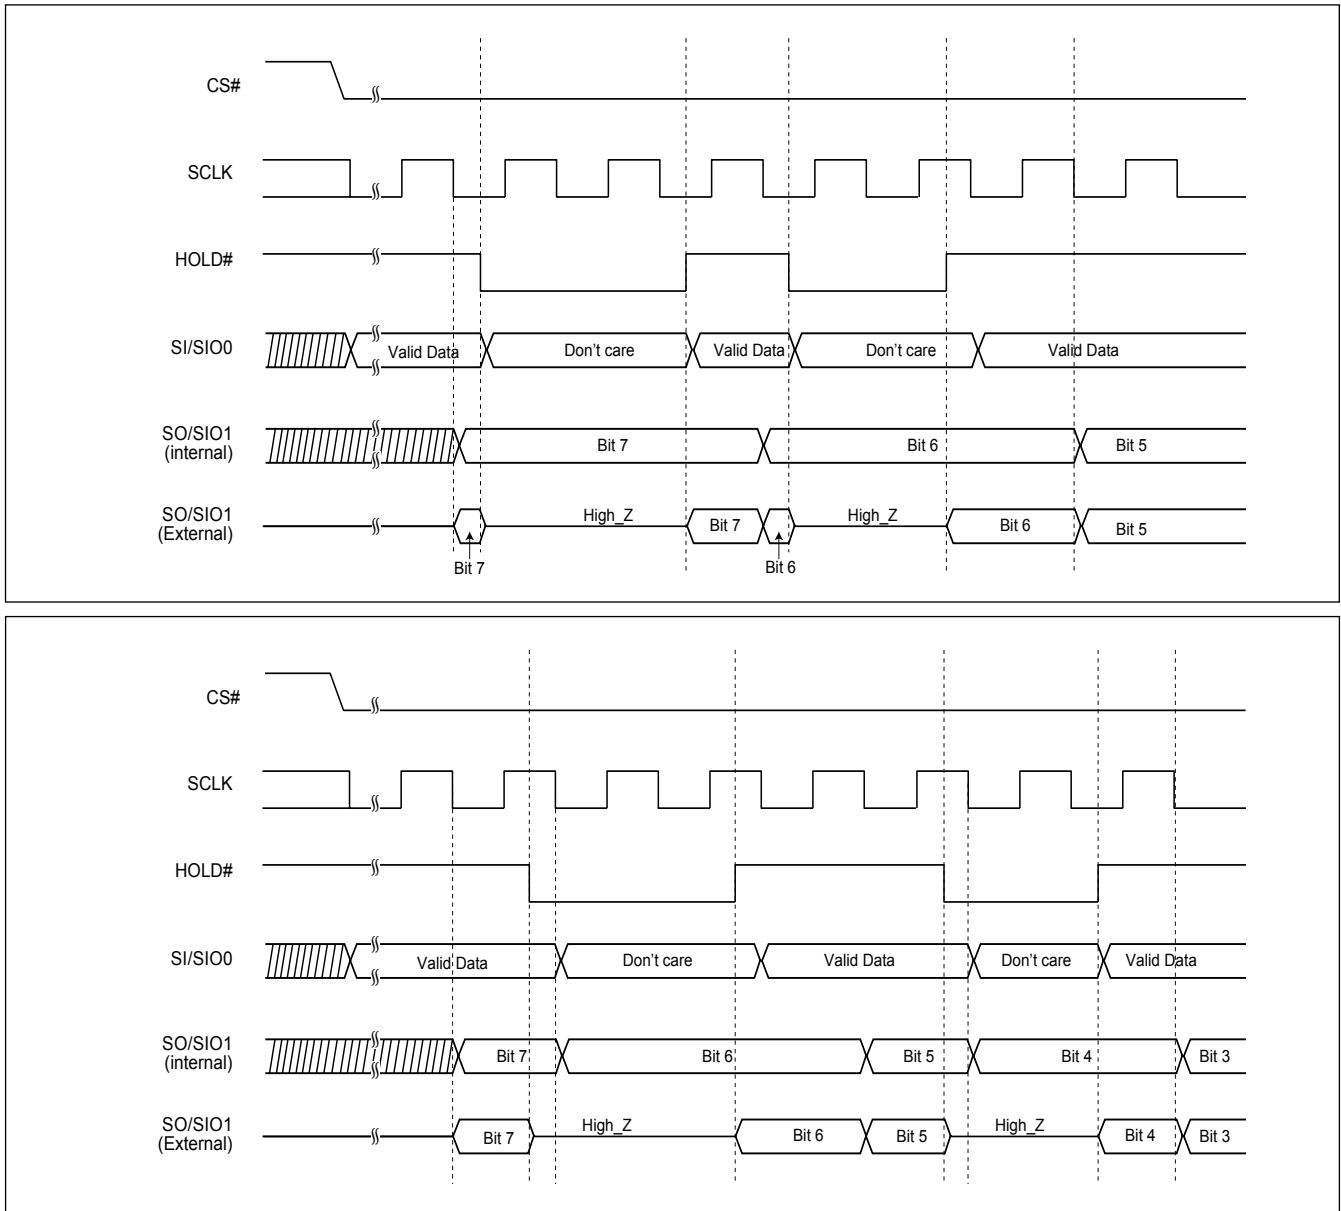 CS#
SCLK
HOLD#
SI/SIO0
Valid Data
Don't care
Valid Data
Don't care
Valid Data
SO/SIO1
(internal)
Bit 7
Bit 6
Bit 5
SO/SIO1
(External)
High_Z
Bit 7
High_Z
Bit 6
Bit 5
Bit 7
Bit 6
CS#
SCLK
HOLD#
SI/SIO0
Valid Data
Don't care
Valid Data
Don't care
Valid Data
SO/SIO1
(internal)
Bit 7
Bit 6
Bit 5
Bit 4
Bit 3
SO/SIO1
(External)
Bit 7
High_Z
Bit 6
Bit 5
High_Z
Bit 4
Bit 3